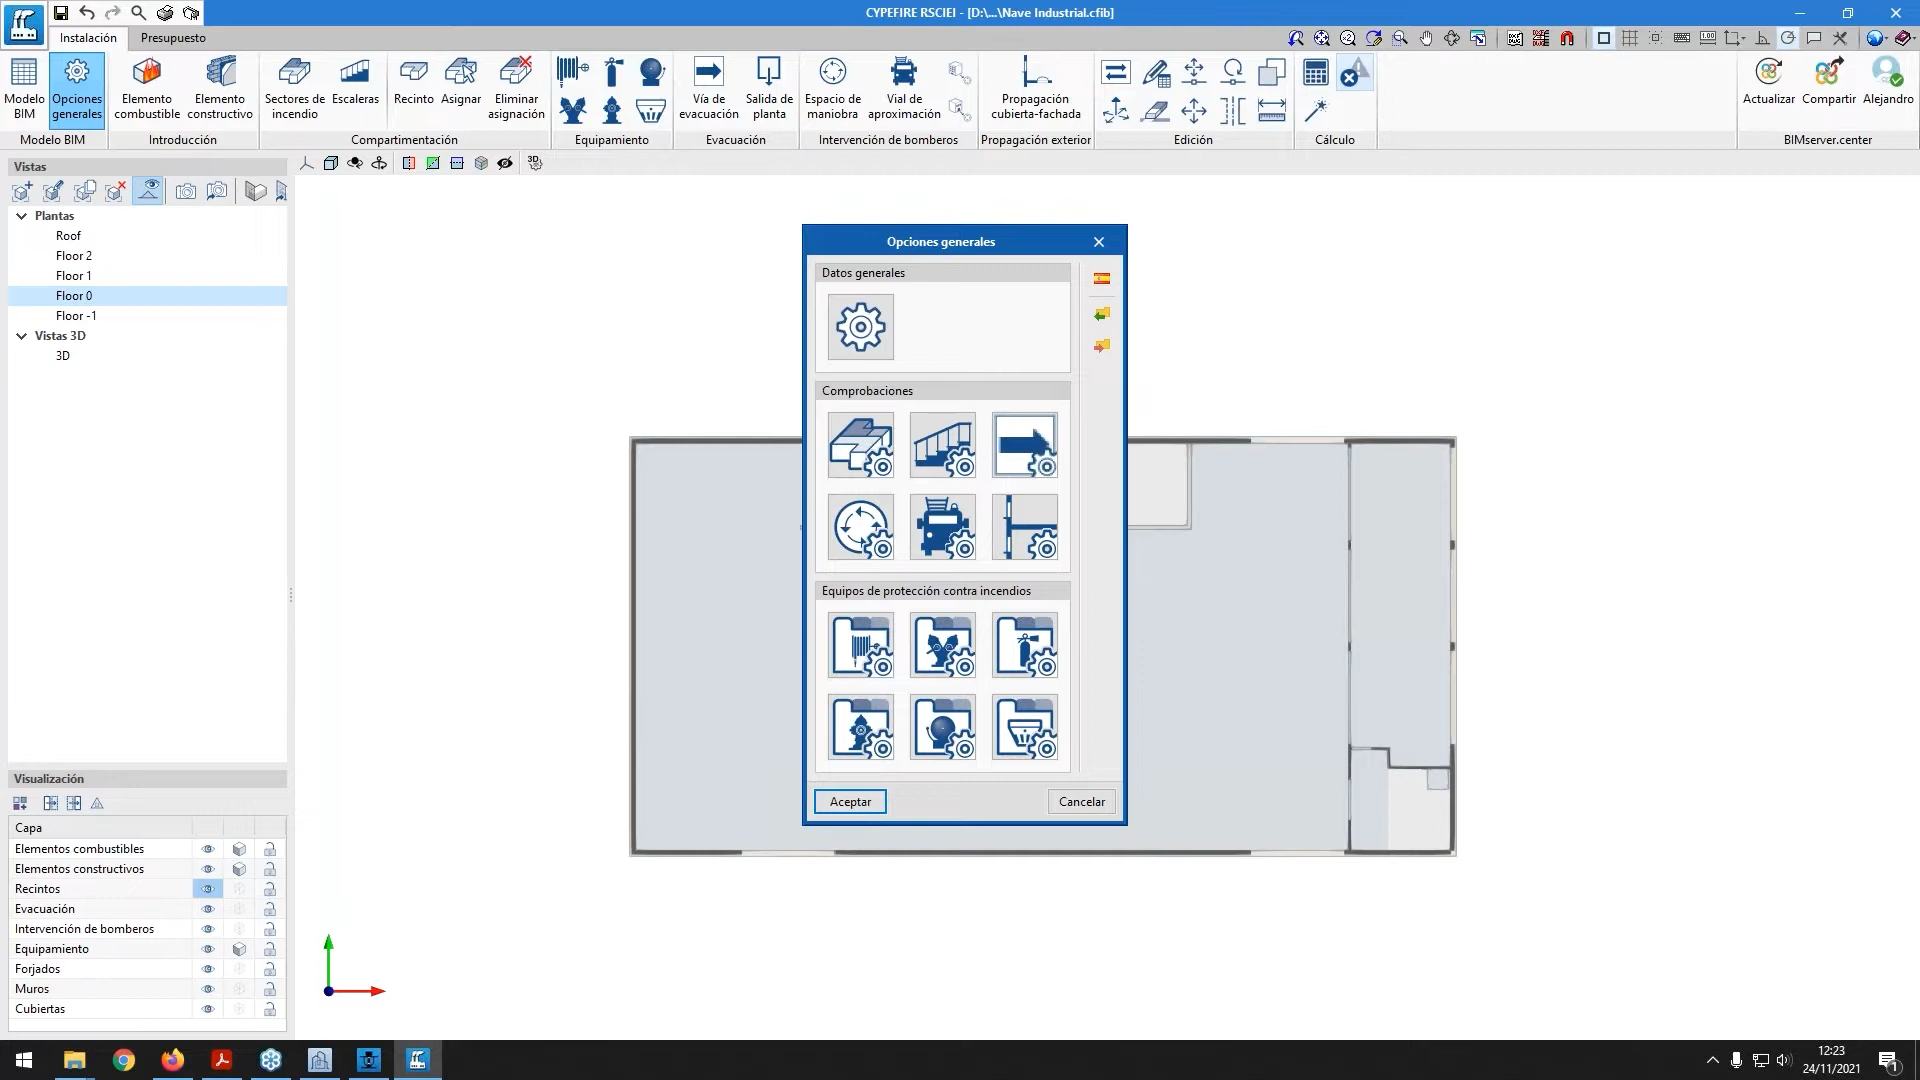 CYPEFIRE RSCIEI - [D:\...\Nave Industrial.cfib]
Instalación
Presupuesto
Modelo BIM
Opciones generales
Elemento combustible
Elemento constructivo
Sectores de incendio
Escaleras
Recinto
Asignar
Eliminar asignación
Vía de evacuación
Salida de planta
Espacio de maniobra
Vial de aproximación
Propagación cubierta-fachada
Actualizar
Compartir
Alejandro
Modelo BIM
Introducción
Compartimentación
Equipamiento
Evacuación
Intervención de bomberos
Propagación exterior
Edición
Cálculo
BIMserver.center
Vistas
Plantas
Roof
Floor 2
Floor 1
Floor 0
Floor -1
Vistas 3D
3D
Opciones generales
Datos generales
Comprobaciones
Equipos de protección contra incendios
Aceptar
Cancelar
Visualización
Capa
Elementos combustibles
Elementos constructivos
Recintos
Evacuación
Intervención de bomberos
Equipamiento
Forjados
Muros
Cubiertas
12:23
24/11/2021
1